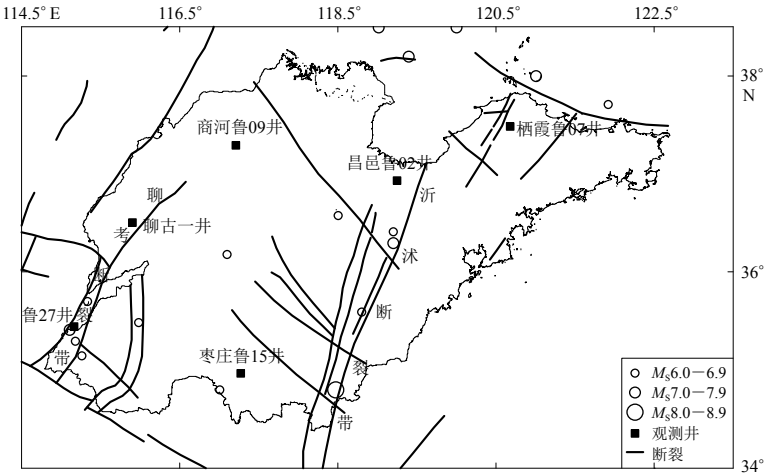 114.5° E
116.5°
118.5°
120.5°
122.5°
38°
N
商河鲁09井
栖霞鲁07井
昌邑鲁02井
聊
沂
聊古一井
考
沭
36°
断
鲁27井
裂
断
带
枣庄鲁15井
裂
带
Ms6.0－6.9
Ms7.0－7.9
Ms8.0－8.9
观测井
断裂
34°